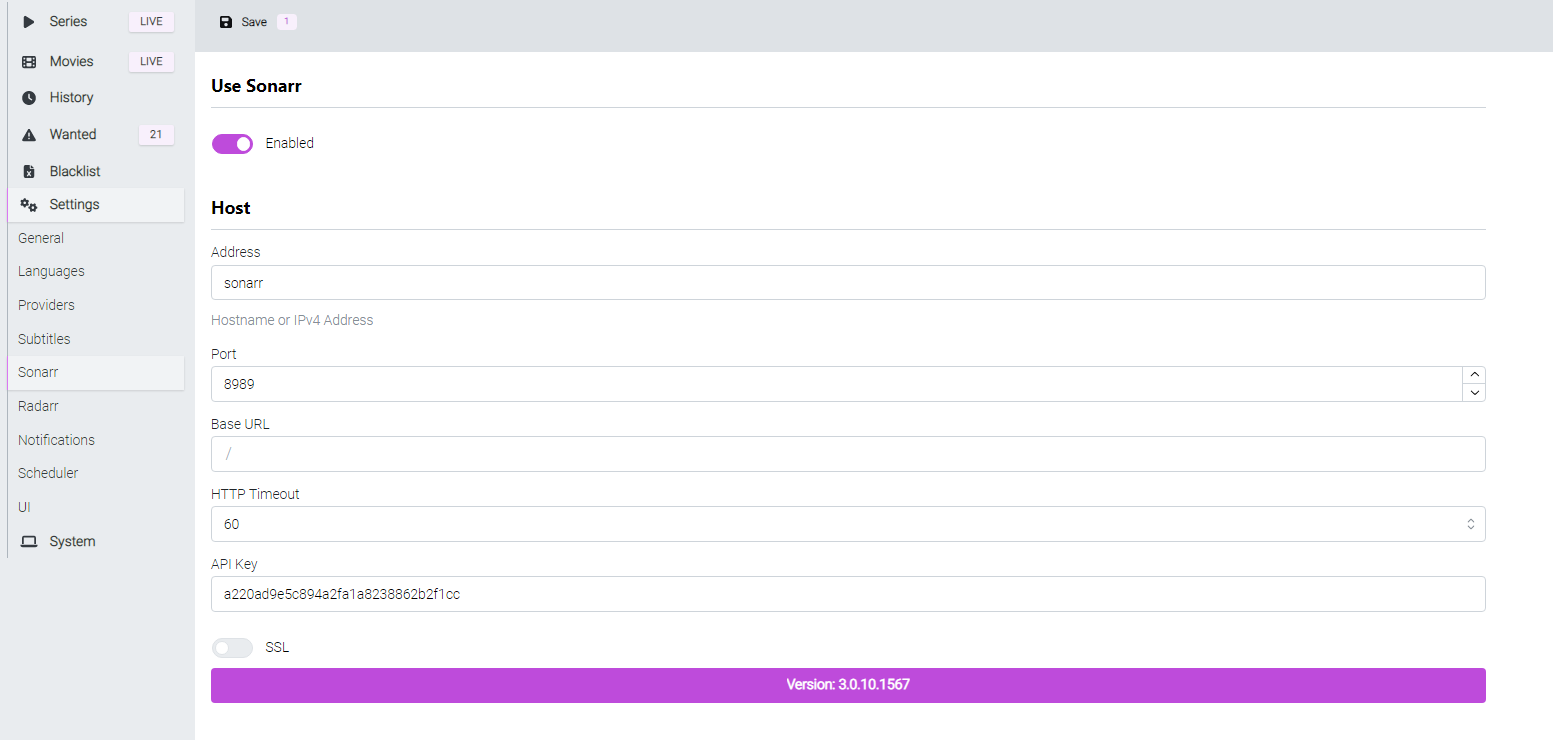 Series LIVE
Movies LIVE
History
Wanted 21
Blacklist
Settings
General
Languages
Providers
Subtitles
Sonarr
Radarr
Notifications
Scheduler
UI
System
Save 1
Use Sonarr
Enabled
Host
Address
sonarr
Hostname or IPv4 Address
Port
8989
Base URL
/
HTTP Timeout
60
API Key
a220ad9e5c894a2fa1a8238862b2f1cc
SSL
Version: 3.0.10.1567